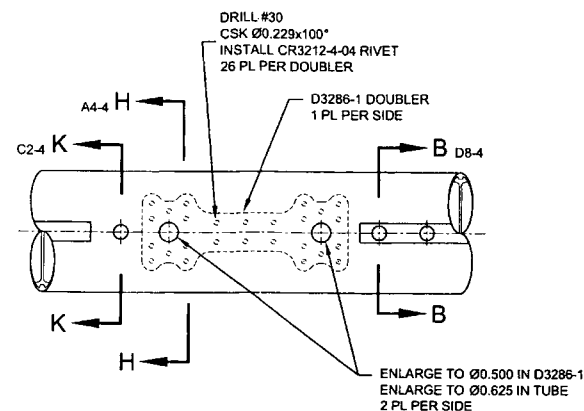 DRILL #30
CSK Ø0.229x100°
INSTALL CR3212-4-04 RIVET
26 PL PER DOUBLER
A4-4 H
D3286-1 DOUBLER
1 PL PER SIDE
C2-4 K
B D8-4
K
B
H
ENLARGE TO Ø0.500 IN D3286-1
ENLARGE TO Ø0.625 IN TUBE
2 PL PER SIDE